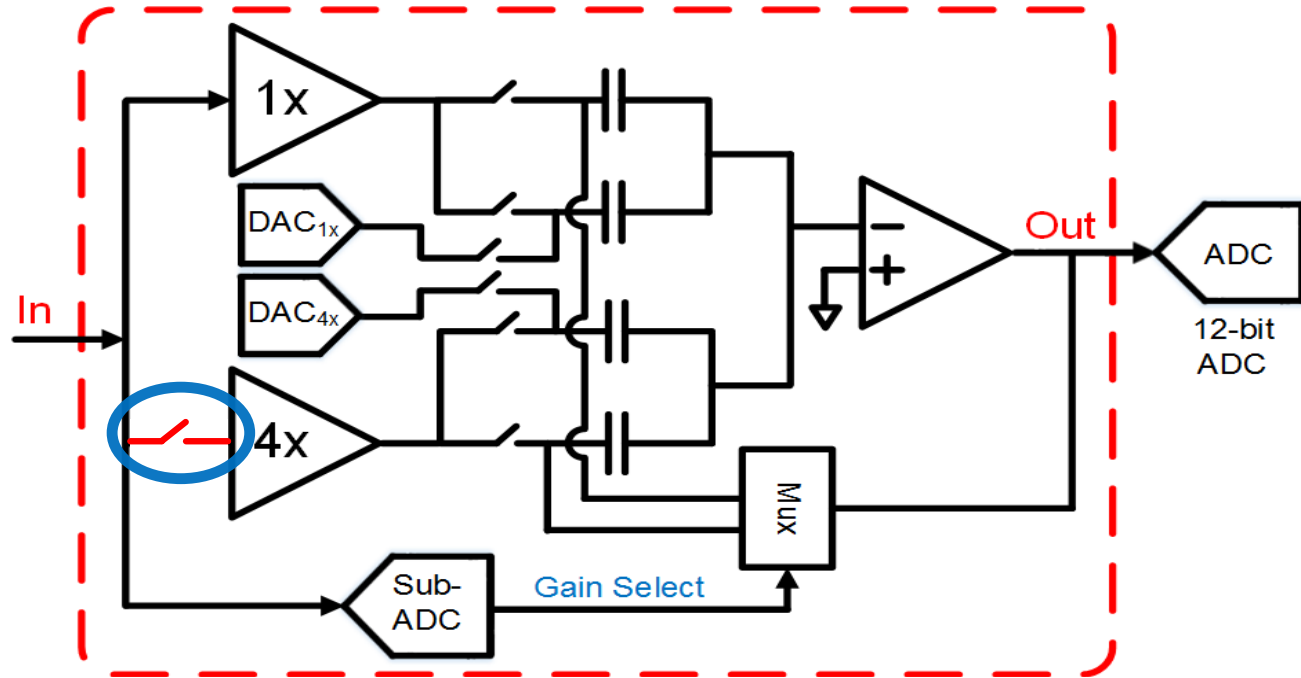 1x
DAC1x
DAC4x
In
4x
Out
ADC
12-bit
ADC
Mux
Sub-
ADC
Gain Select